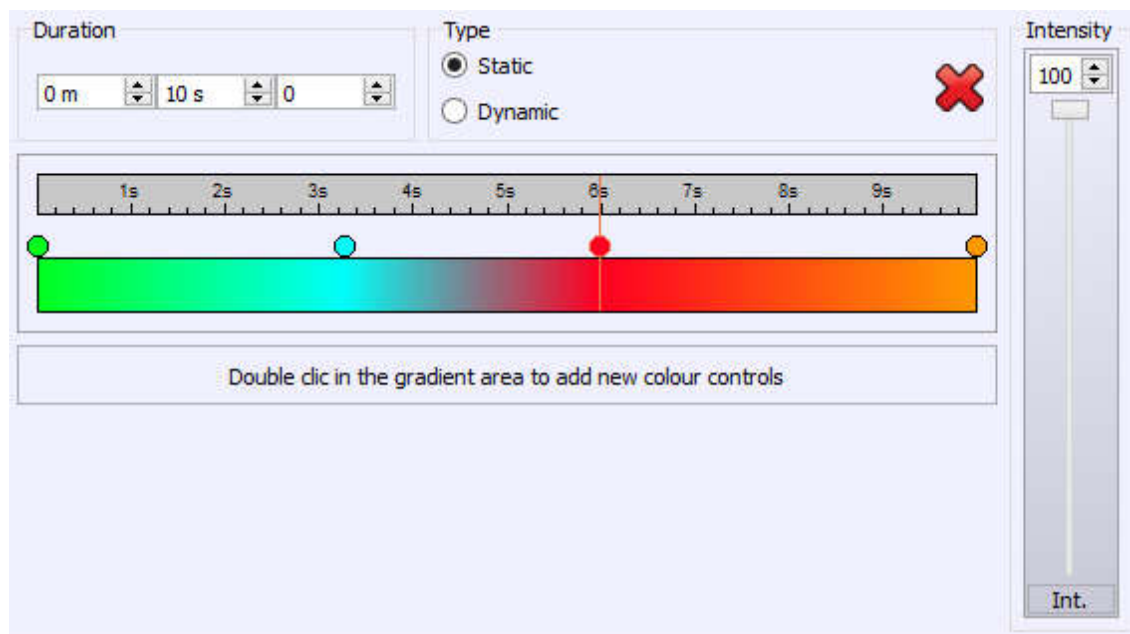 Duration
0 m 10 s 0
Type
Static
Dynamic
Intensity
100
1s 2s 3s 4s 5s 6s 7s 8s 9s
Double clic in the gradient area to add new colour controls
Int.